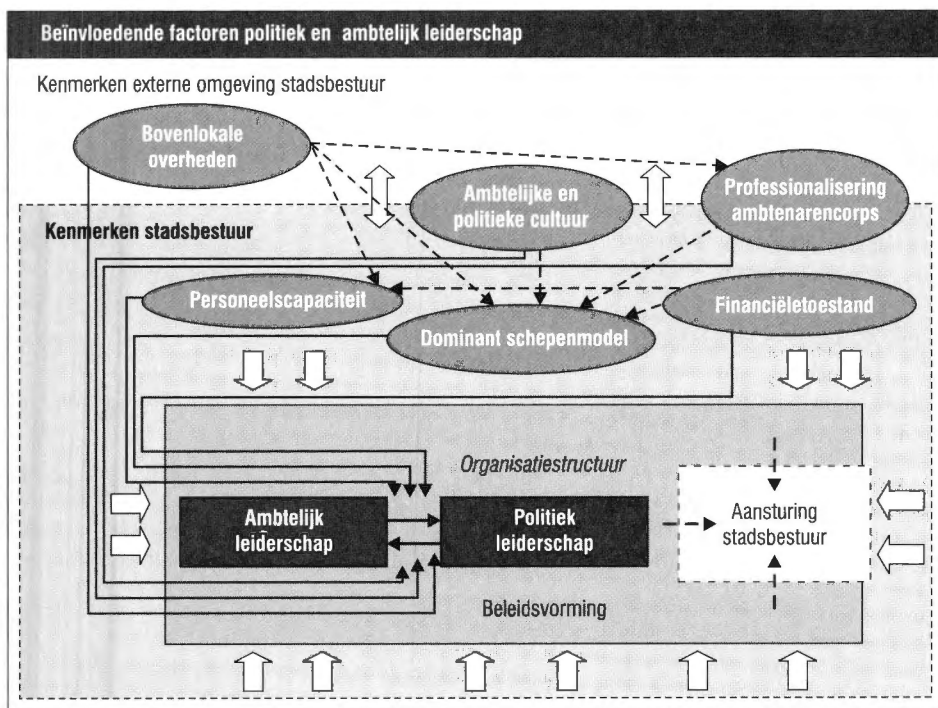 Beïnvloedende factoren politiek en ambtelijk leiderschap
Kenmerken externe omgeving stadsbestuur
Bovenlokale
overheden
Ambtelijke en
politieke cultuur
Professionalisering
ambtenarencorps
Kenmerken stadsbestuur
Personeelscapaciteit
Financiëletoestand
Dominant schepenmodel
Organisatiestructuur
Ambtelijk
leiderschap
Politiek
leiderschap
Aansturing
stadsbestuur
Beleidsvorming